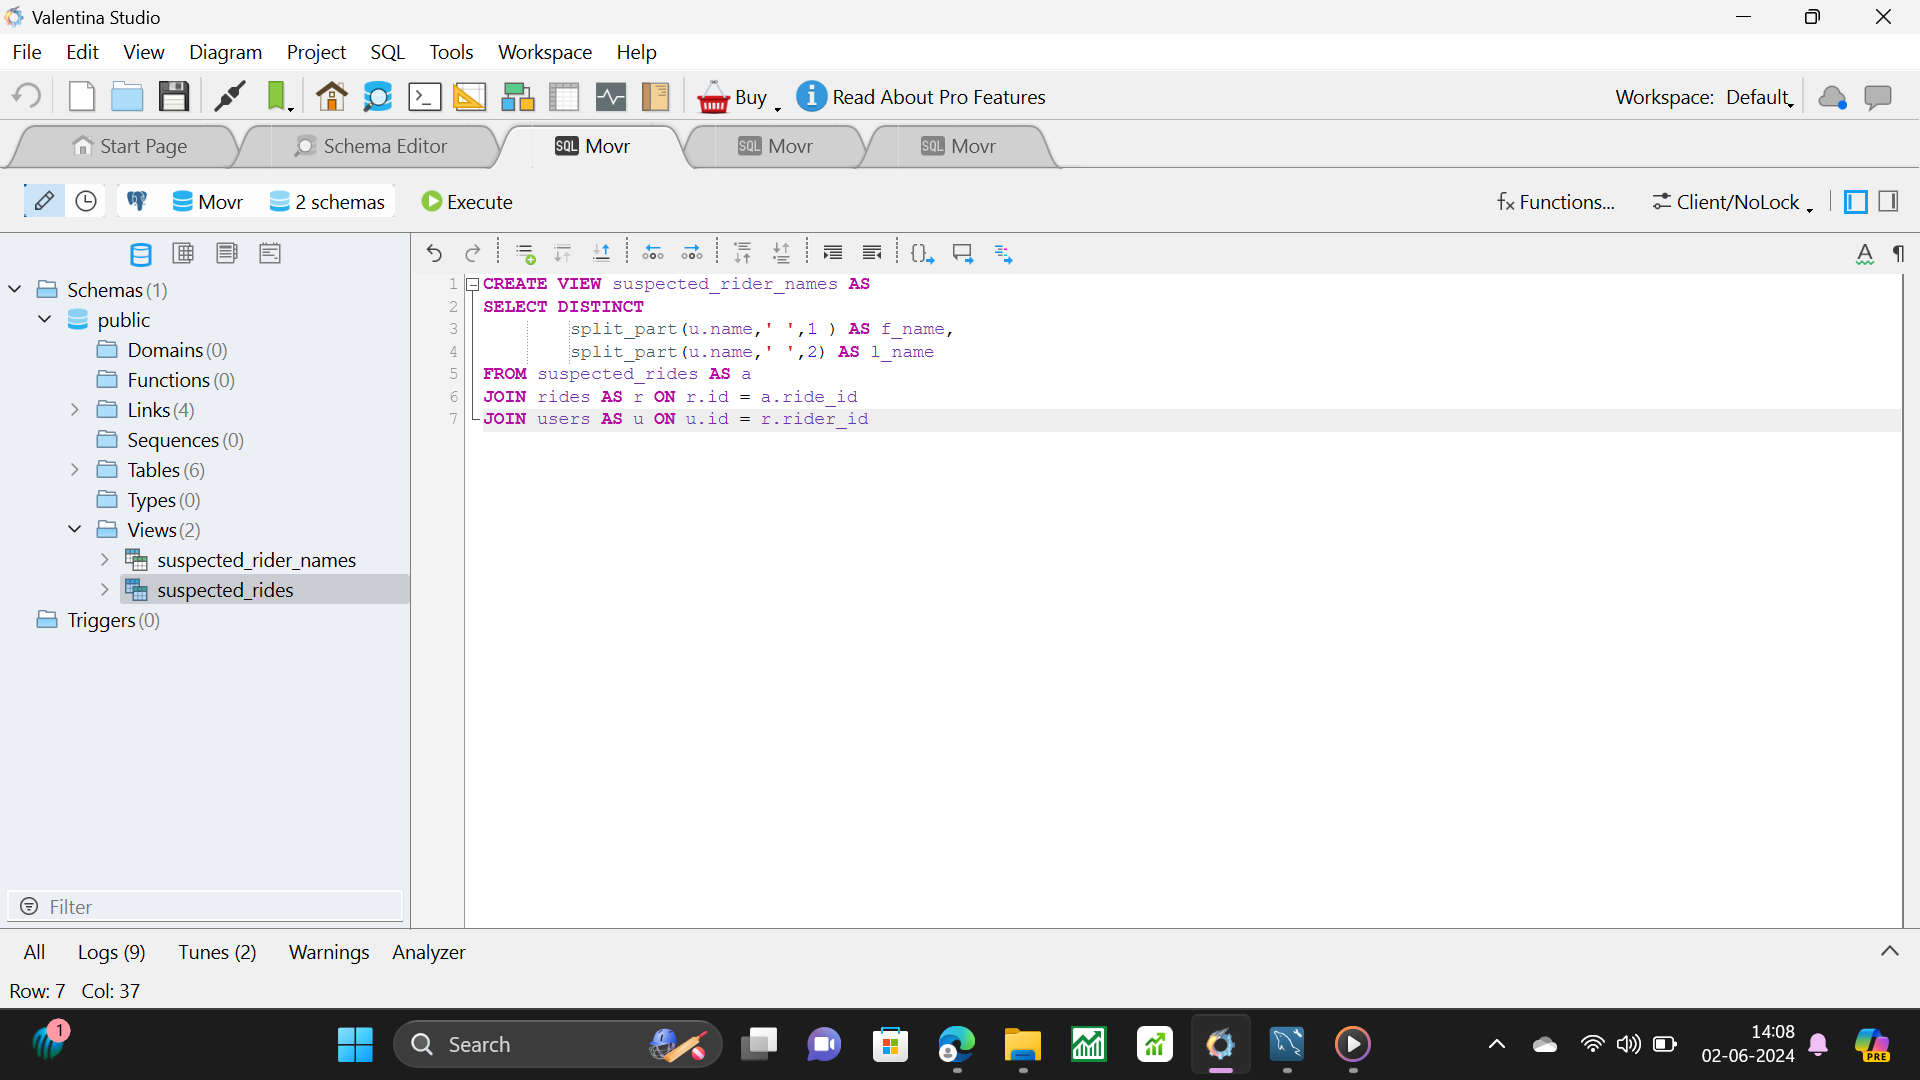 Valentina Studio
File Edit View Diagram Project SQL Tools Workspace Help
Buy Read About Pro Features Workspace: Default
Start Page Schema Editor SQL Movr SQL Movr SQL Movr
Movr 2 schemas Execute fx Functions... Client/NoLock
Schemas (1)
public
Domains (0)
Functions (0)
Links (4)
Sequences (0)
Tables (6)
Types (0)
Views (2)
suspected_rider_names
suspected_rides
Triggers (0)
Filter
1 CREATE VIEW suspected_rider_names AS
2 SELECT DISTINCT
3 split_part(u.name,' ',1 ) AS f_name,
4 split_part(u.name,' ',2) AS l_name
5 FROM suspected_rides AS a
6 JOIN rides AS r ON r.id = a.ride_id
7 JOIN users AS u ON u.id = r.rider_id
All Logs (9) Tunes (2) Warnings Analyzer
Row: 7 Col: 37
1
Search
14:08
02-06-2024
PRE